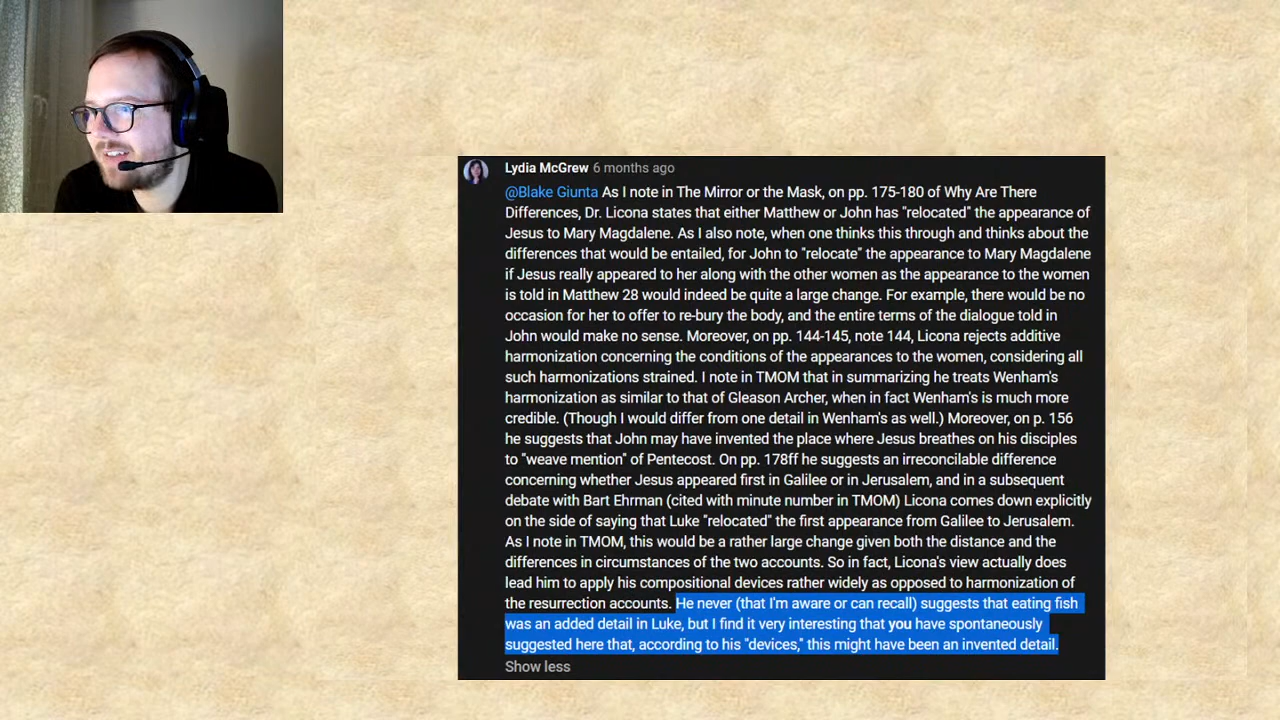 Lydia McGrew 6 months ago
@Blake Giunta As I note in The Mirror or the Mask, on pp. 175-180 of Why Are There
Differences, Dr. Licona states that either Matthew or John has "relocated" the appearance of
Jesus to Mary Magdalene. As I also note, when one thinks this through and thinks about the
differences that would be entailed, for John to "relocate" the appearance to Mary Magdalene
if Jesus really appeared to her along with the other women as the appearance to the women
is told in Matthew 28 would indeed be quite a large change. For example, there would be no
occasion for her to offer to re-bury the body, and the entire terms of the dialogue told in
John would make no sense. Moreover, on pp. 144-145, note 144, Licona rejects additive
harmonization concerning the conditions of the appearances to the women, considering all
such harmonizations strained. I note in TMOM that in summarizing he treats Wenham's
harmonization as similar to that of Gleason Archer, when in fact Wenham's is much more
credible. (Though I would differ from one detail in Wenham's as well.) Moreover, on p. 156
he suggests that John may have invented the place where Jesus breathes on his disciples
to "weave mention" of Pentecost. On pp. 178ff he suggests an irreconcilable difference
concerning whether Jesus appeared first in Galilee or in Jerusalem, and in a subsequent
debate with Bart Ehrman (cited with minute number in TMOM) Licona comes down explicitly
on the side of saying that Luke "relocated" the first appearance from Galilee to Jerusalem.
As I note in TMOM, this would be a rather large change given both the distance and the
differences in circumstances of the two accounts. So in fact, Licona's view actually does
lead him to apply his compositional devices rather widely as opposed to harmonization of
the resurrection accounts. He never (that I'm aware or can recall) suggests that eating fish
was an added detail in Luke, but I find it very interesting that you have spontaneously
suggested here that, according to his "devices," this might have been an invented detail.
Show less